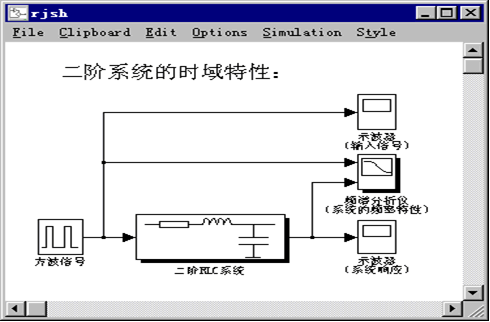 rjsh
File Clipboard Edit Options Simulation Style
二阶系统的时域特性：
示波器
（输入信号）
频谱分析仪
（系统的频率特性）
方波信号
二阶RLC系统
示波器
（系统响应）